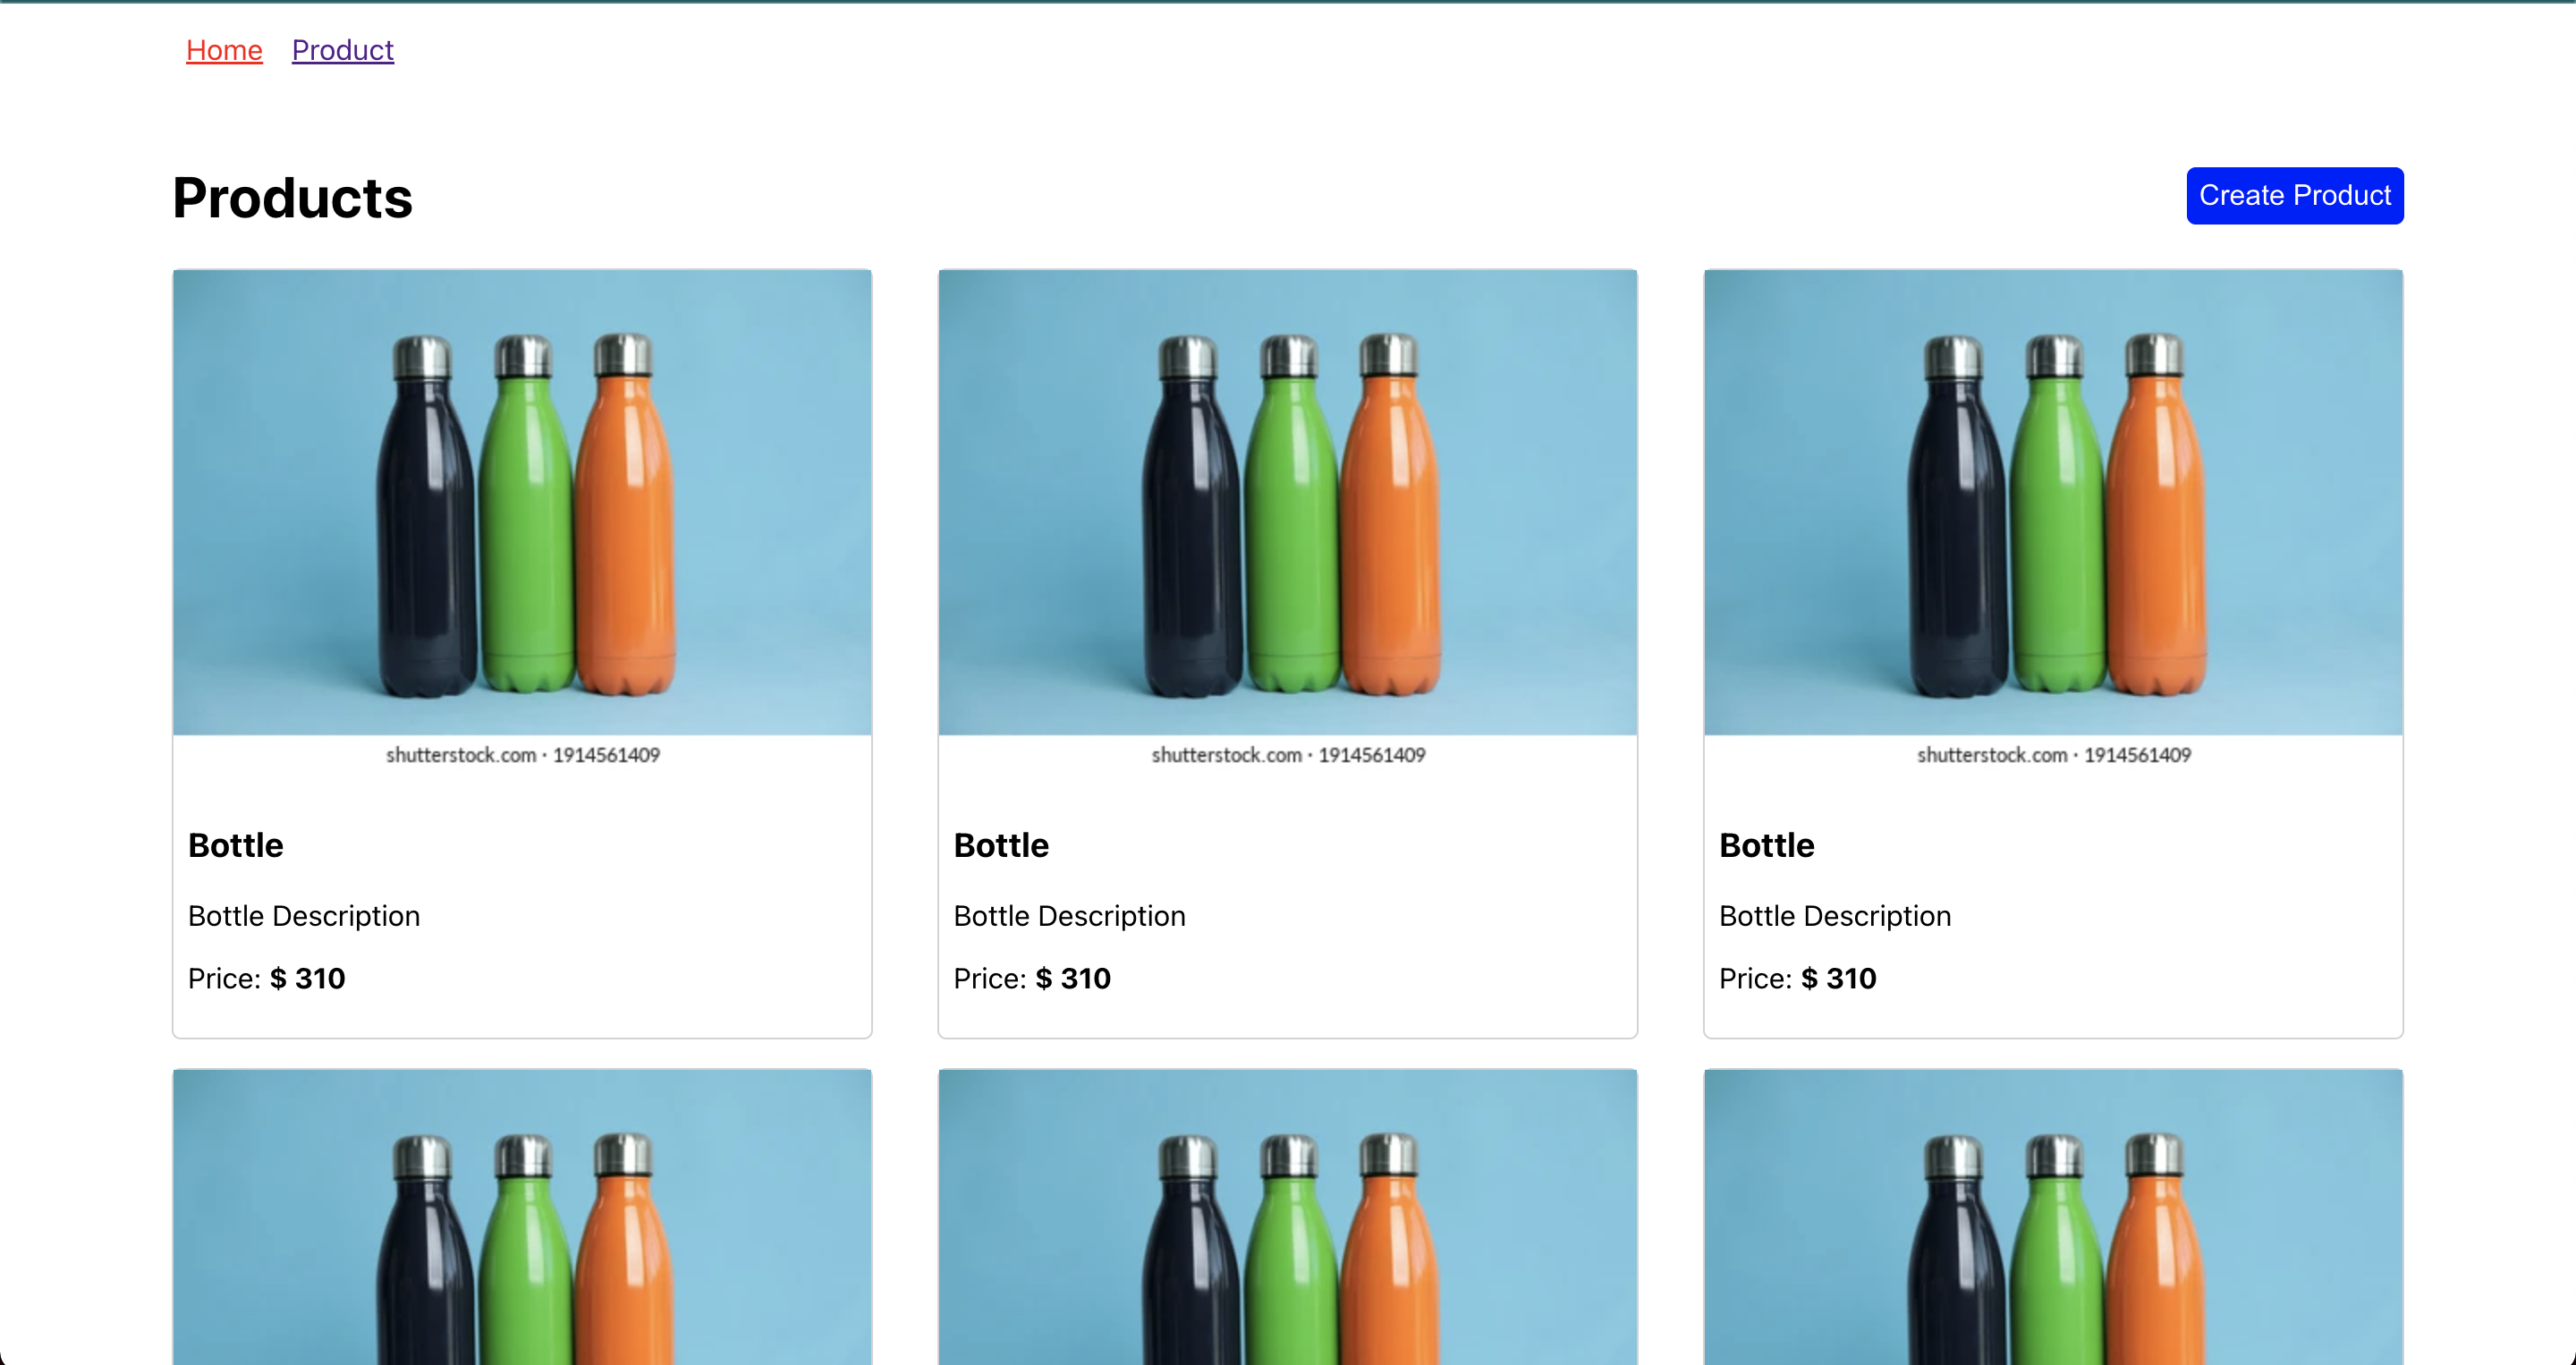 Home Product
Products
Create Product
shutterstock.com · 1914561409
shutterstock.com · 1914561409
shutterstock.com · 1914561409
Bottle
Bottle
Bottle
Bottle Description
Bottle Description
Bottle Description
Price: $ 310
Price: $ 310
Price: $ 310